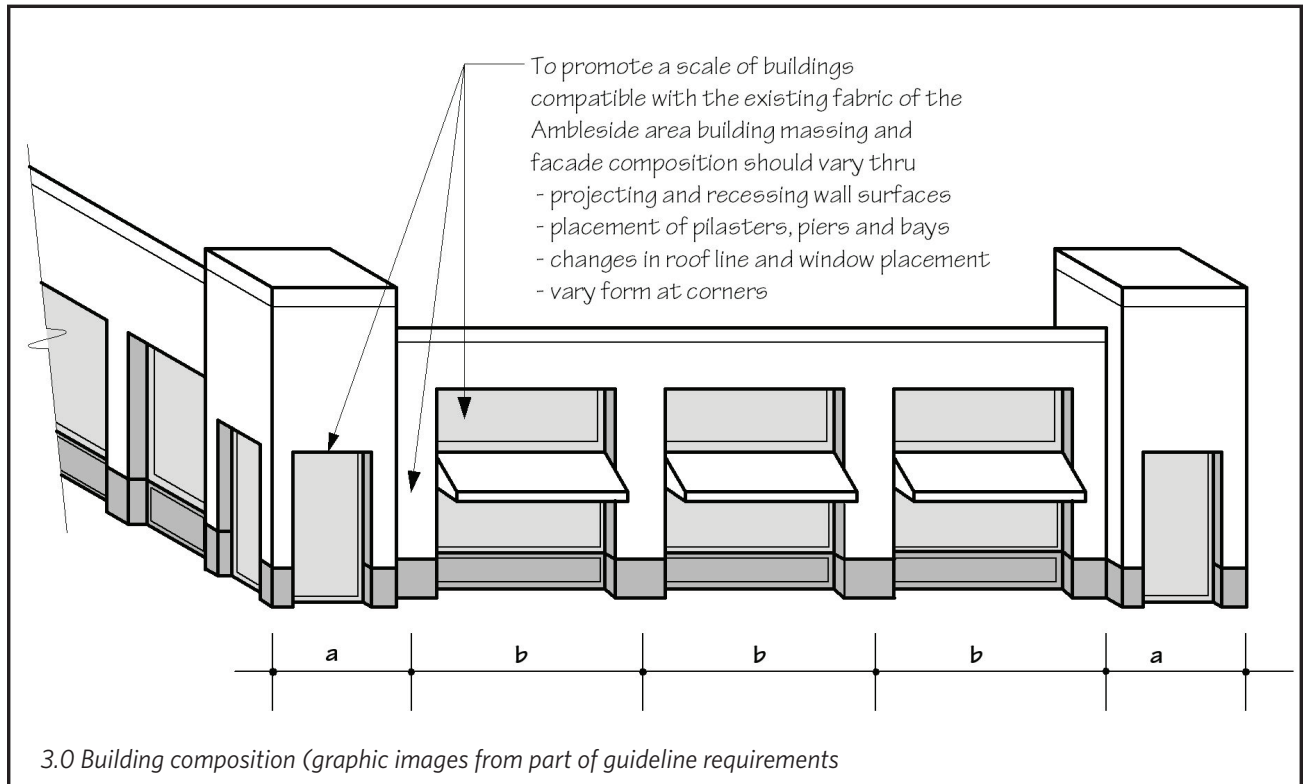 To promote a scale of buildings
compatible with the existing fabric of the
Ambleside area building massing and
facade composition should vary thru
- projecting and recessing wall surfaces
- placement of pilasters, piers and bays
- changes in roof line and window placement
- vary form at corners
a b b b a
3.0 Building composition (graphic images from part of guideline requirements